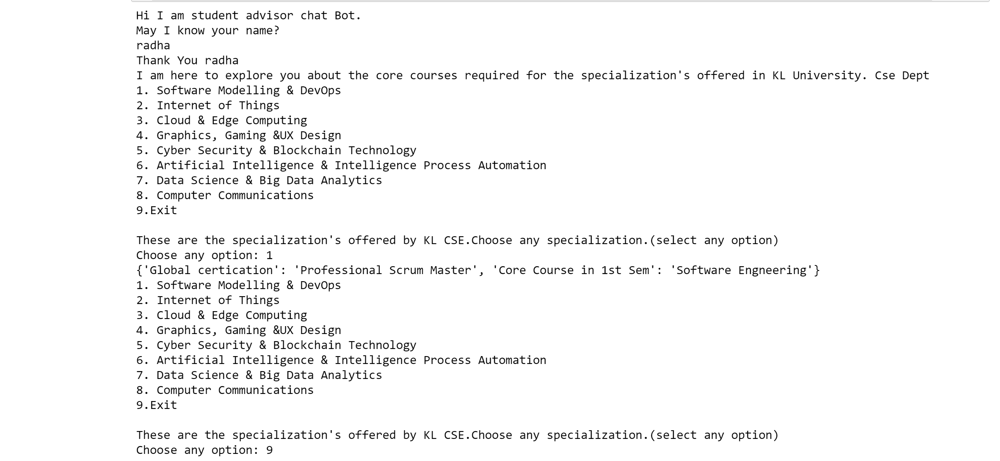 Hi I am student advisor chat Bot.
May I know your name?
radha
Thank You radha
I am here to explore you about the core courses required for the specialization's offered in KL University. Cse Dept
1. Software Modelling & DevOps
2. Internet of Things
3. Cloud & Edge Computing
4. Graphics, Gaming &UX Design
5. Cyber Security & Blockchain Technology
6. Artificial Intelligence & Intelligence Process Automation
7. Data Science & Big Data Analytics
8. Computer Communications
9.Exit

These are the specialization's offered by KL CSE.Choose any specialization.(select any option)
Choose any option: 1
{'Global certication': 'Professional Scrum Master', 'Core Course in 1st Sem': 'Software Engneering'}
1. Software Modelling & DevOps
2. Internet of Things
3. Cloud & Edge Computing
4. Graphics, Gaming &UX Design
5. Cyber Security & Blockchain Technology
6. Artificial Intelligence & Intelligence Process Automation
7. Data Science & Big Data Analytics
8. Computer Communications
9.Exit

These are the specialization's offered by KL CSE.Choose any specialization.(select any option)
Choose any option: 9